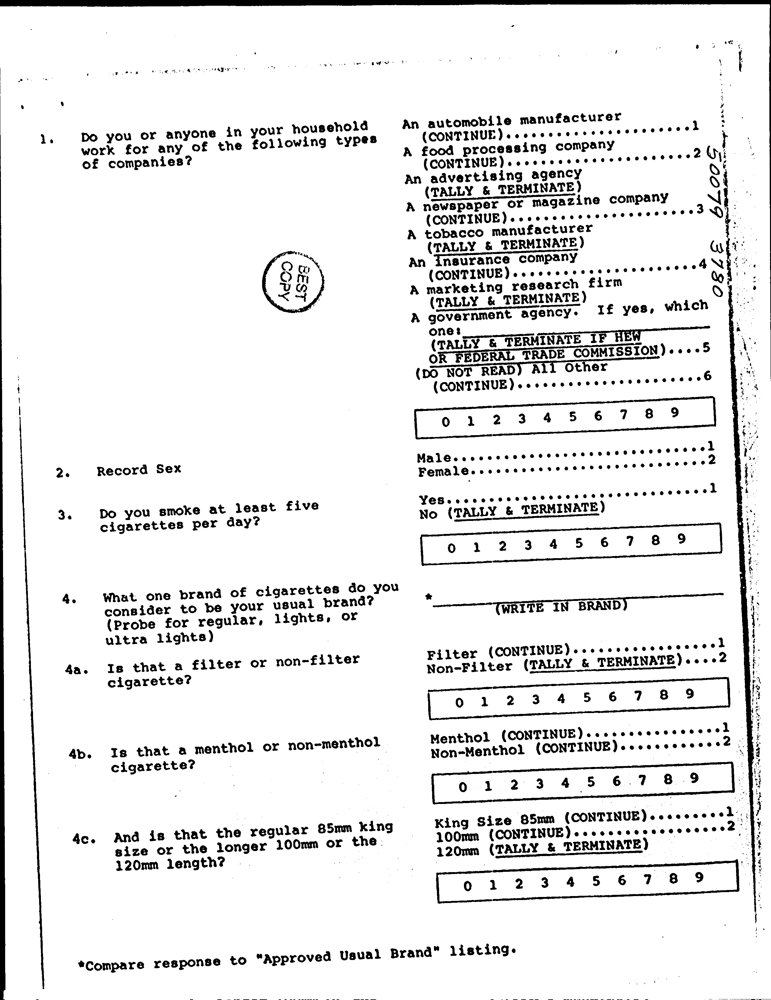 1. Do you or anyone in your household
work for any of the following types
of companies?
An automobile manufacturer
(CONTINUE).......................1
A food processing company
(CONTINUE).......................2
An advertising agency
(TALLY & TERMINATE)
A newspaper or magazine company
(CONTINUE).......................3
A tobacco manufacturer
(TALLY & TERMINATE)
An Insurance company
(CONTINUE).......................4
A marketing research firm
(TALLY & TERMINATE)
A government agency. If yes, which
one:
(TALLY & TERMINATE IF HEW
OR FEDERAL TRADE COMMISSION)....5
(DO NOT READ) All Other
(CONTINUE).......................6
BEST
COPY
50079 3780
0 1 2 3 4 5 6 7 8 9
2. Record Sex
Male..............................1
Female............................2
3. Do you smoke at least five
cigarettes per day?
Yes...............................1
No (TALLY & TERMINATE)
0 1 2 3 4 5 6 7 8 9
4. What one brand of cigarettes do you
consider to be your usual brand?
(Probe for regular, lights, or
ultra lights)
*
(WRITE IN BRAND)
4a. Is that a filter or non-filter
cigarette?
Filter (CONTINUE).................1
Non-Filter (TALLY & TERMINATE)....2
0 1 2 3 4 5 6 7 8 9
4b. Is that a menthol or non-menthol
cigarette?
Menthol (CONTINUE)................1
Non-Menthol (CONTINUE)............2
0 1 2 3 4 5 6 7 8 9
4c. And is that the regular 85mm king
size or the longer 100mm or the
120mm length?
King Size 85mm (CONTINUE).........1
100mm (CONTINUE)..................2
120mm (TALLY & TERMINATE)
0 1 2 3 4 5 6 7 8 9
*Compare response to "Approved Usual Brand" listing.